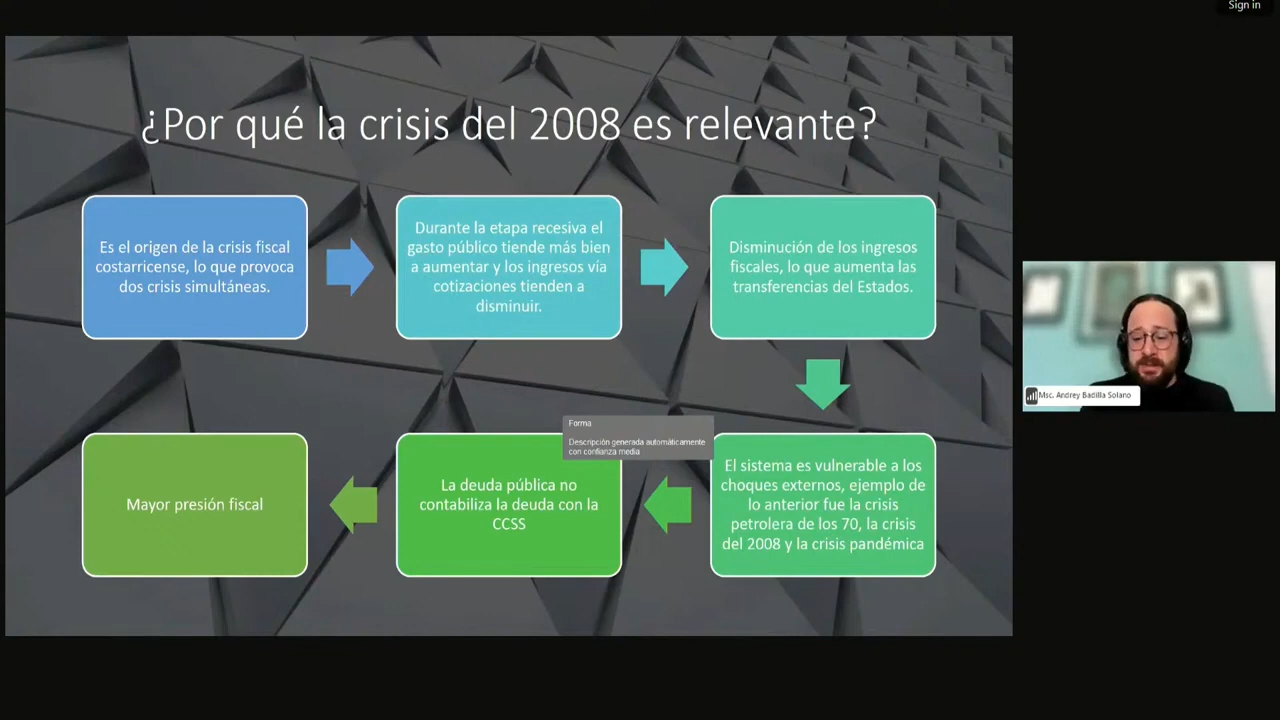 Sign in
¿Por qué la crisis del 2008 es relevante?
Es el origen de la crisis fiscal
costarricense, lo que provoca
dos crisis simultáneas.
Durante la etapa recesiva el
gasto público tiende más bien
a aumentar y los ingresos vía
cotizaciones tienden a
disminuir.
Disminución de los ingresos
fiscales, lo que aumenta las
transferencias del Estados.
El sistema es vulnerable a los
choques externos, ejemplo de
lo anterior fue la crisis
petrolera de los 70, la crisis
del 2008 y la crisis pandémica
La deuda pública no
contabiliza la deuda con la
CCSS
Mayor presión fiscal
Forma
Descripción generada automáticamente
con confianza media
Msc. Andrey Badilla Solano